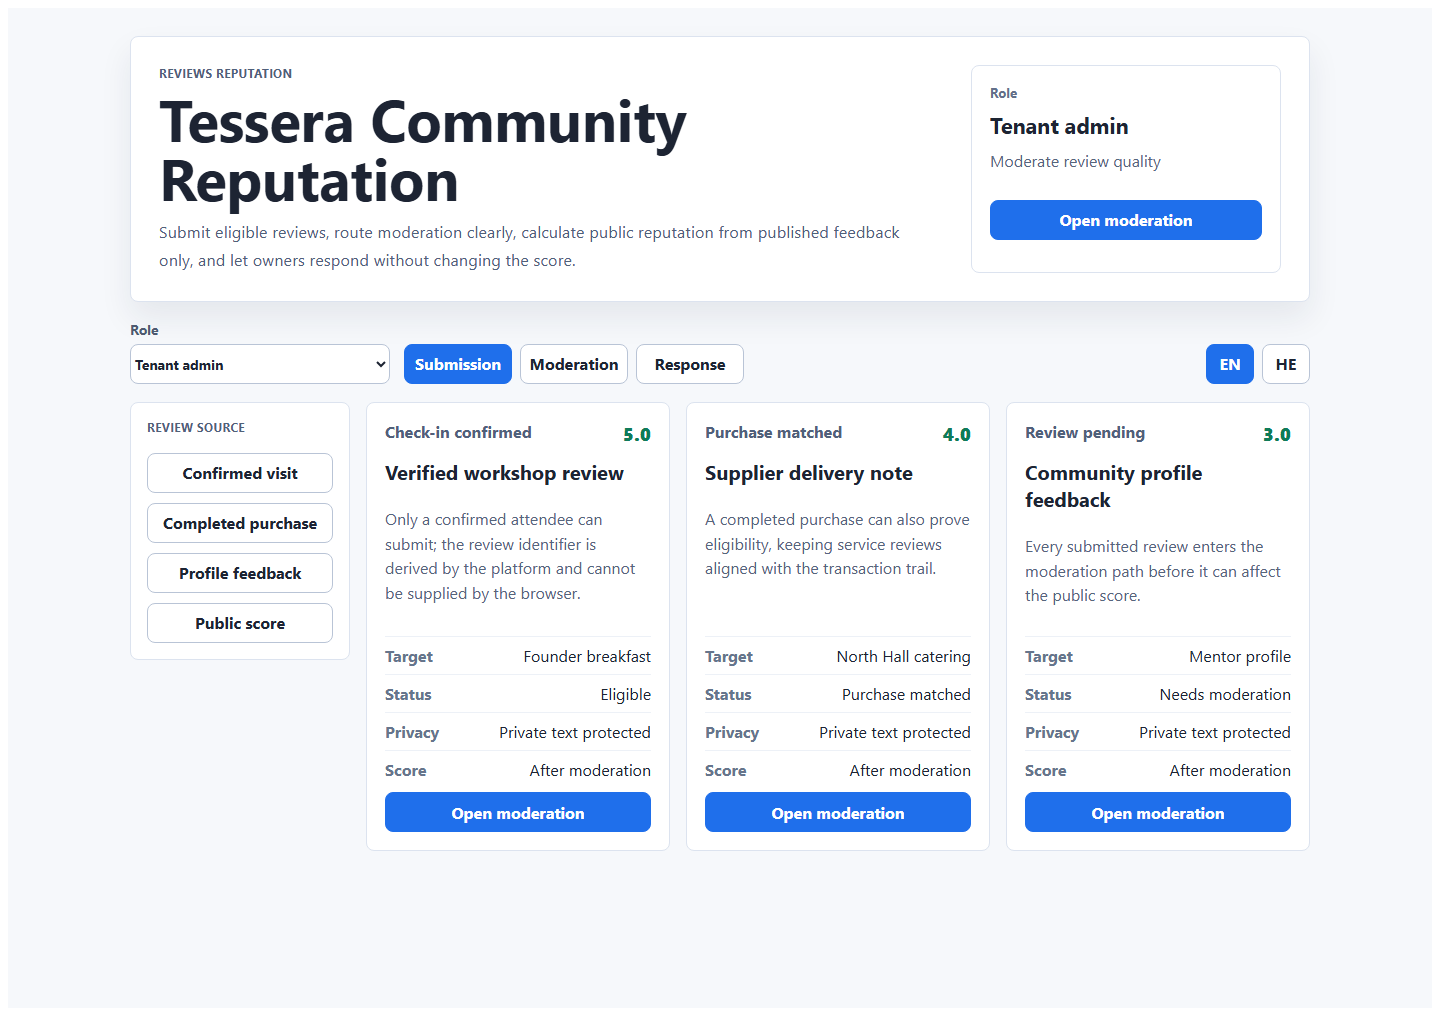 REVIEWS REPUTATION
Tessera Community
Reputation
Submit eligible reviews, route moderation clearly, calculate public reputation from published feedback
only, and let owners respond without changing the score.
Role
Tenant admin
Moderate review quality
Open moderation
Role
Tenant admin
Submission
Moderation
Response
EN
HE
REVIEW SOURCE
Confirmed visit
Completed purchase
Profile feedback
Public score
Check-in confirmed
5.0
Verified workshop review
Only a confirmed attendee can
submit; the review identifier is
derived by the platform and cannot
be supplied by the browser.
Target
Founder breakfast
Status
Eligible
Privacy
Private text protected
Score
After moderation
Open moderation
Purchase matched
4.0
Supplier delivery note
A completed purchase can also prove
eligibility, keeping service reviews
aligned with the transaction trail.
Target
North Hall catering
Status
Purchase matched
Privacy
Private text protected
Score
After moderation
Open moderation
Review pending
3.0
Community profile
feedback
Every submitted review enters the
moderation path before it can affect
the public score.
Target
Mentor profile
Status
Needs moderation
Privacy
Private text protected
Score
After moderation
Open moderation